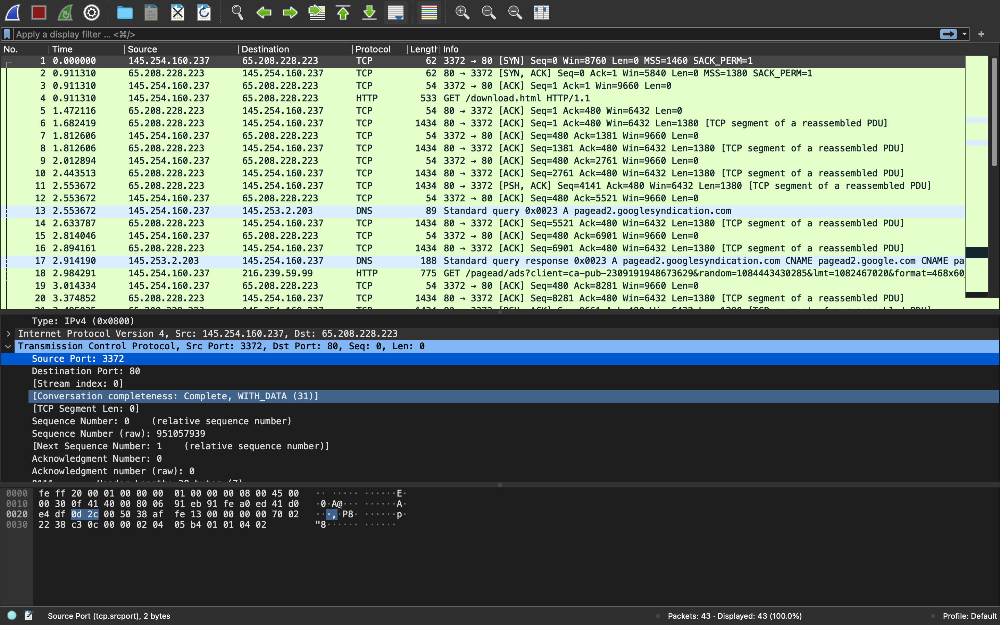 Apply a display filter ... <⌘/>
No. Time Source Destination Protocol Length Info
1 0.000000 145.254.160.237 65.208.228.223 TCP 62 3372 → 80 [SYN] Seq=0 Win=8760 Len=0 MSS=1460 SACK_PERM=1
2 0.911310 65.208.228.223 145.254.160.237 TCP 62 80 → 3372 [SYN, ACK] Seq=0 Ack=1 Win=5840 Len=0 MSS=1380 SACK_PERM=1
3 0.911310 145.254.160.237 65.208.228.223 TCP 54 3372 → 80 [ACK] Seq=1 Ack=1 Win=9660 Len=0
4 0.911310 145.254.160.237 65.208.228.223 HTTP 533 GET /download.html HTTP/1.1
5 1.472116 65.208.228.223 145.254.160.237 TCP 54 80 → 3372 [ACK] Seq=1 Ack=480 Win=6432 Len=0
6 1.682419 65.208.228.223 145.254.160.237 TCP 1434 80 → 3372 [ACK] Seq=1 Ack=480 Win=6432 Len=1380 [TCP segment of a reassembled PDU]
7 1.812606 145.254.160.237 65.208.228.223 TCP 54 3372 → 80 [ACK] Seq=480 Ack=1381 Win=9660 Len=0
8 1.812606 65.208.228.223 145.254.160.237 TCP 1434 80 → 3372 [ACK] Seq=1381 Ack=480 Win=6432 Len=1380 [TCP segment of a reassembled PDU]
9 2.012894 145.254.160.237 65.208.228.223 TCP 54 3372 → 80 [ACK] Seq=480 Ack=2761 Win=9660 Len=0
10 2.443513 65.208.228.223 145.254.160.237 TCP 1434 80 → 3372 [ACK] Seq=2761 Ack=480 Win=6432 Len=1380 [TCP segment of a reassembled PDU]
11 2.553672 65.208.228.223 145.254.160.237 TCP 1434 80 → 3372 [PSH, ACK] Seq=4141 Ack=480 Win=6432 Len=1380 [TCP segment of a reassembled PDU]
12 2.553672 145.254.160.237 65.208.228.223 TCP 54 3372 → 80 [ACK] Seq=480 Ack=5521 Win=9660 Len=0
13 2.553672 145.254.160.237 145.253.2.203 DNS 89 Standard query 0x0023 A pagead2.googlesyndication.com
14 2.633787 65.208.228.223 145.254.160.237 TCP 1434 80 → 3372 [ACK] Seq=5521 Ack=480 Win=6432 Len=1380 [TCP segment of a reassembled PDU]
15 2.814046 145.254.160.237 65.208.228.223 TCP 54 3372 → 80 [ACK] Seq=480 Ack=6901 Win=9660 Len=0
16 2.894161 65.208.228.223 145.254.160.237 TCP 1434 80 → 3372 [ACK] Seq=6901 Ack=480 Win=6432 Len=1380 [TCP segment of a reassembled PDU]
17 2.914190 145.253.2.203 145.254.160.237 DNS 188 Standard query response 0x0023 A pagead2.googlesyndication.com CNAME pagead2.google.com CNAME pa
18 2.984291 145.254.160.237 216.239.59.99 HTTP 775 GET /pagead/ads?client=ca-pub-2309191948673629&random=1084443430285&lmt=1082467020&format=468x60_
19 3.014334 145.254.160.237 65.208.228.223 TCP 54 3372 → 80 [ACK] Seq=480 Ack=8281 Win=9660 Len=0
20 3.374852 65.208.228.223 145.254.160.237 TCP 1434 80 → 3372 [ACK] Seq=8281 Ack=480 Win=6432 Len=1380 [TCP segment of a reassembled PDU]
Type: IPv4 (0x0800)
Internet Protocol Version 4, Src: 145.254.160.237, Dst: 65.208.228.223
Transmission Control Protocol, Src Port: 3372, Dst Port: 80, Seq: 0, Len: 0
Source Port: 3372
Destination Port: 80
[Stream index: 0]
[Conversation completeness: Complete, WITH_DATA (31)]
[TCP Segment Len: 0]
Sequence Number: 0 (relative sequence number)
Sequence Number (raw): 951057939
[Next Sequence Number: 1 (relative sequence number)]
Acknowledgment Number: 0
Acknowledgment number (raw): 0
0000 fe ff 20 00 01 00 00 00 01 00 00 00 08 00 45 00 ·· ····· ······E·
0010 00 30 0f 41 40 00 80 06 91 eb 91 fe a0 ed 41 d0 ·0·A@··· ······A·
0020 e4 df 0d 2c 00 50 38 af fe 13 00 00 00 00 70 02 ···,·P8· ······p·
0030 22 38 c3 0c 00 00 02 04 05 b4 01 01 04 02 "8······ ······
Source Port (tcp.srcport), 2 bytes
Packets: 43 · Displayed: 43 (100.0%)
Profile: Default